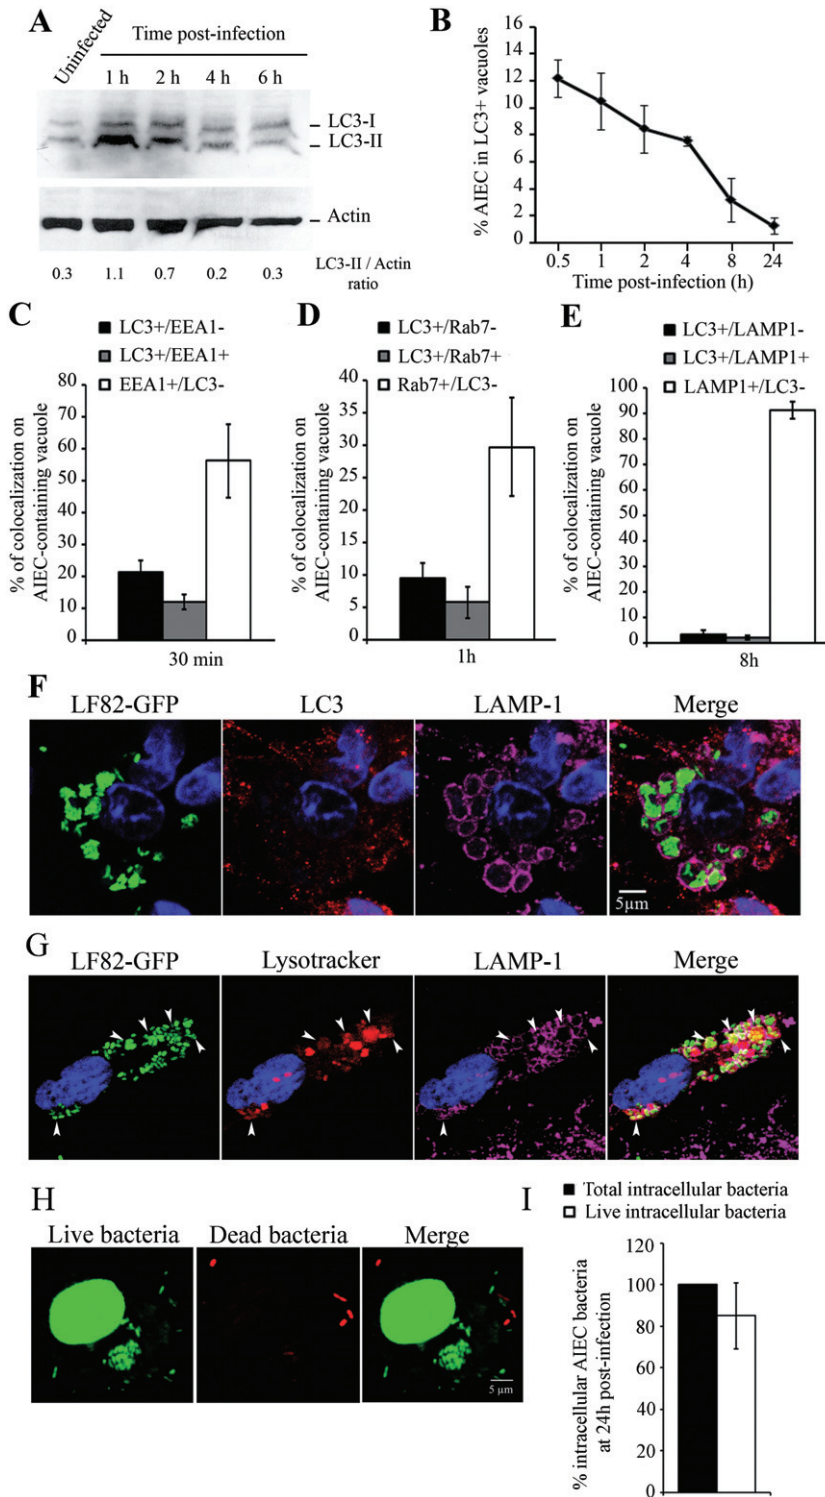 A
Uninfected
Time post-infection
1 h 2 h 4 h 6 h
LC3-I
LC3-II
Actin
0.3 1.1 0.7 0.2 0.3
LC3-II / Actin
ratio
B
% AIEC in LC3+ vacuoles
16
14
12
10
8
6
4
2
0
0.5 1 2 4 8 24
Time post-infection (h)
C
LC3+/EEA1-
LC3+/EEA1+
EEA1+/LC3-
% of colocalization on
AIEC-containing vacuole
80
70
60
50
40
30
20
10
0
30 min
D
LC3+/Rab7-
LC3+/Rab7+
Rab7+/LC3-
% of colocalization on
AIEC-containing vacuole
40
35
30
25
20
15
10
5
0
1h
E
LC3+/LAMP1-
LC3+/LAMP1+
LAMP1+/LC3-
% of colocalization on
AIEC-containing vacuole
100
90
80
70
60
50
40
30
20
10
0
8h
F
LF82-GFP LC3 LAMP-1 Merge
5µm
G
LF82-GFP Lysotracker LAMP-1 Merge
H
Live bacteria Dead bacteria Merge
5 µm
I
Total intracellular bacteria
Live intracellular bacteria
% intracellular AIEC bacteria
at 24h post-infection
120
100
80
60
40
20
0